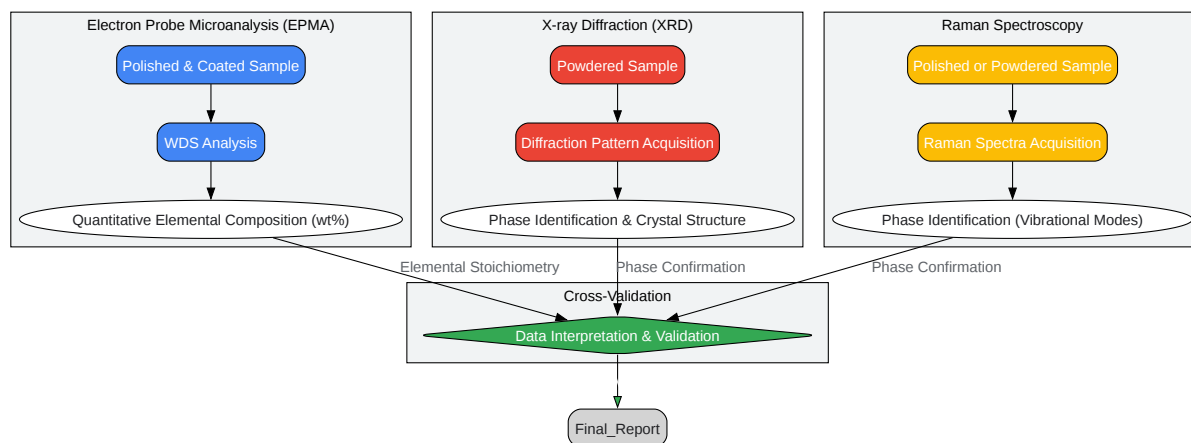 Electron Probe Microanalysis (EPMA)
X-ray Diffraction (XRD)
Raman Spectroscopy
Polished & Coated Sample
Powdered Sample
Polished or Powdered Sample
WDS Analysis
Diffraction Pattern Acquisition
Raman Spectra Acquisition
Quantitative Elemental Composition (wt%)
Phase Identification & Crystal Structure
Phase Identification (Vibrational Modes)
Elemental Stoichiometry
Phase Confirmation
Phase Confirmation
Cross-Validation
Data Interpretation & Validation
Final_Report